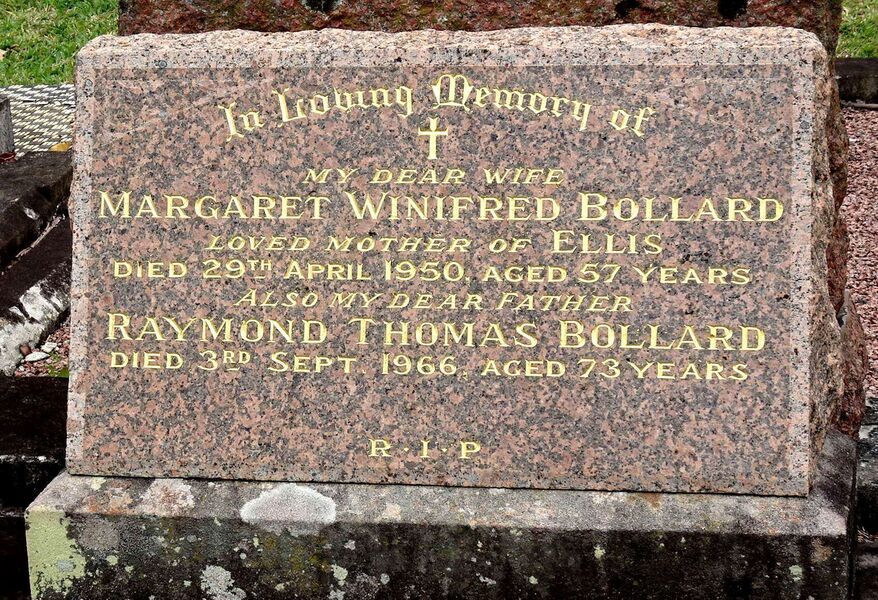 In Loving Memory of
MY DEAR WIFE
MARGARET WINIFRED BOLLARD
LOVED MOTHER OF ELLIS
DIED 29TH APRIL 1950, AGED 57 YEARS
ALSO MY DEAR FATHER
RAYMOND THOMAS BOLLARD
DIED 3RD SEPT. 1966, AGED 73 YEARS
R·I·P